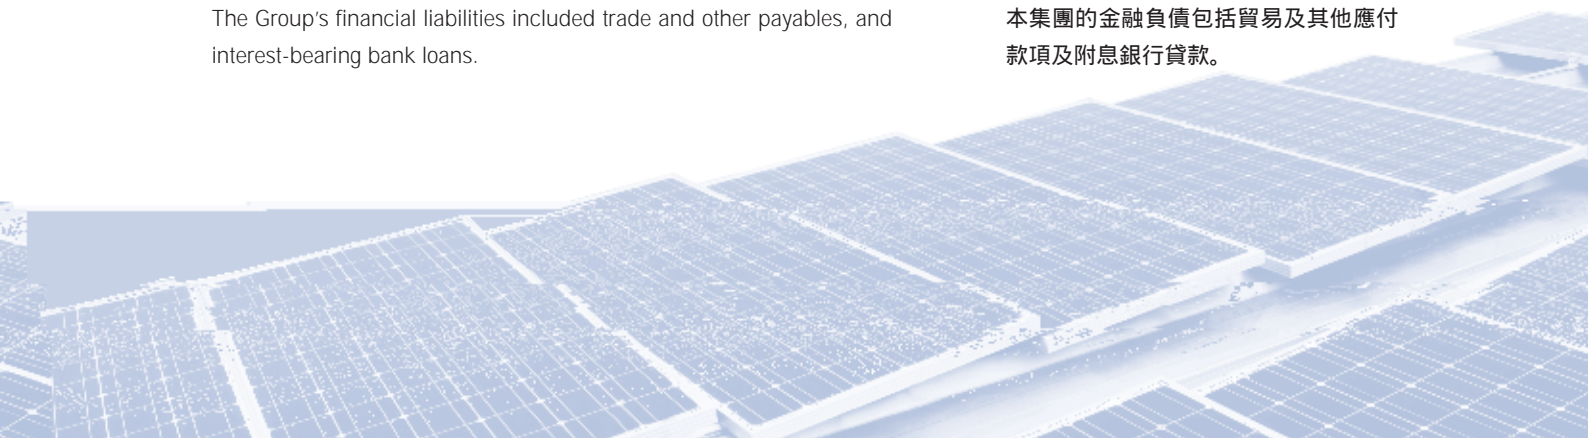 The Group's financial liabilities included trade and other payables, and
interest-bearing bank loans.
本集團的金融負債包括貿易及其他應付
款項及附息銀行貸款。